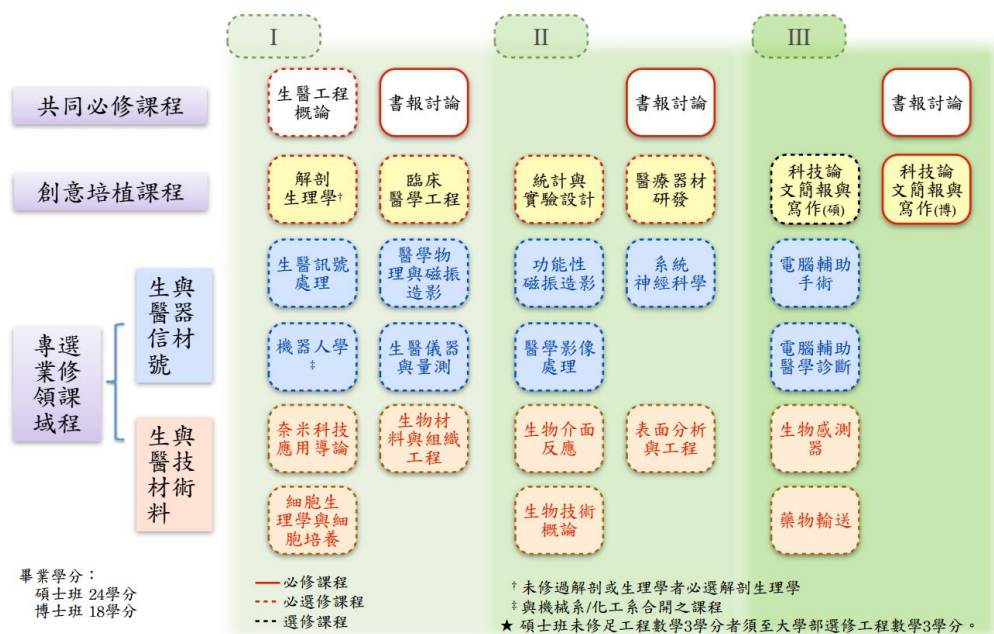 I
II
III
共同必修課程
生醫工程
概論
書報討論
書報討論
書報討論
創意培植課程
解剖
生理學†
臨床
醫學工程
統計與
實驗設計
醫療器材
研發
科技論
文簡報與
寫作(碩)
科技論
文簡報與
寫作(博)
專業領域
選修課程
生醫信號
與器材
生醫訊號
處理
醫學物
理與磁振
造影
功能性
磁振造影
系統
神經科學
電腦輔助
手術
機器人學
‡
生醫儀器
與量測
醫學影像
處理
電腦輔助
醫學診斷
生醫材料
與技術
奈米科技
應用導論
生物材
料與組織
工程
生物介面
反應
表面分析
與工程
生物感測
器
細胞生
理學與細
胞培養
生物技術
概論
藥物輸送
畢業學分：
碩士班 24學分
博士班 18學分
必修課程
必選修課程
選修課程
† 未修過解剖或生理學者必選解剖生理學
‡ 與機械系/化工系合開之課程
★ 碩士班未修足工程數學3學分者須至大學部選修工程數學3學分。